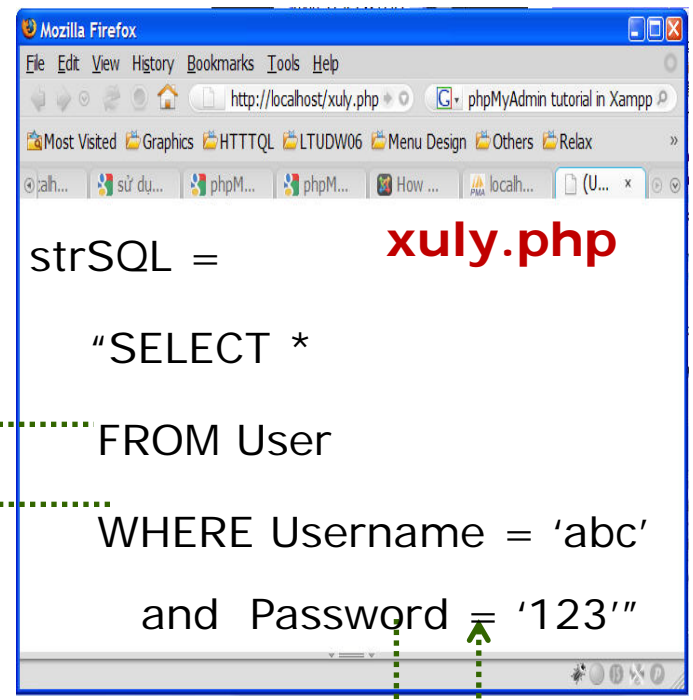 Mozilla Firefox
File Edit View History Bookmarks Tools Help
http://localhost/xuly.php G phpMyAdmin tutorial in Xampp
Most Visited Graphics HTTTQL LTUDW06 Menu Design Others Relax »
alh... sử dụ... phpM... phpM... How ... localh... (U... ×
xuly.php
strSQL =
“SELECT *
FROM User
WHERE Username = ‘abc’
and Password = ‘123’”